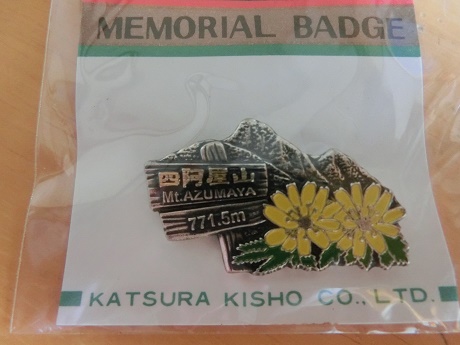 MEMORIAL BADGE
四阿屋山
Mt.AZUMAYA
771.5m
KATSURA KISHO CO., LTD.